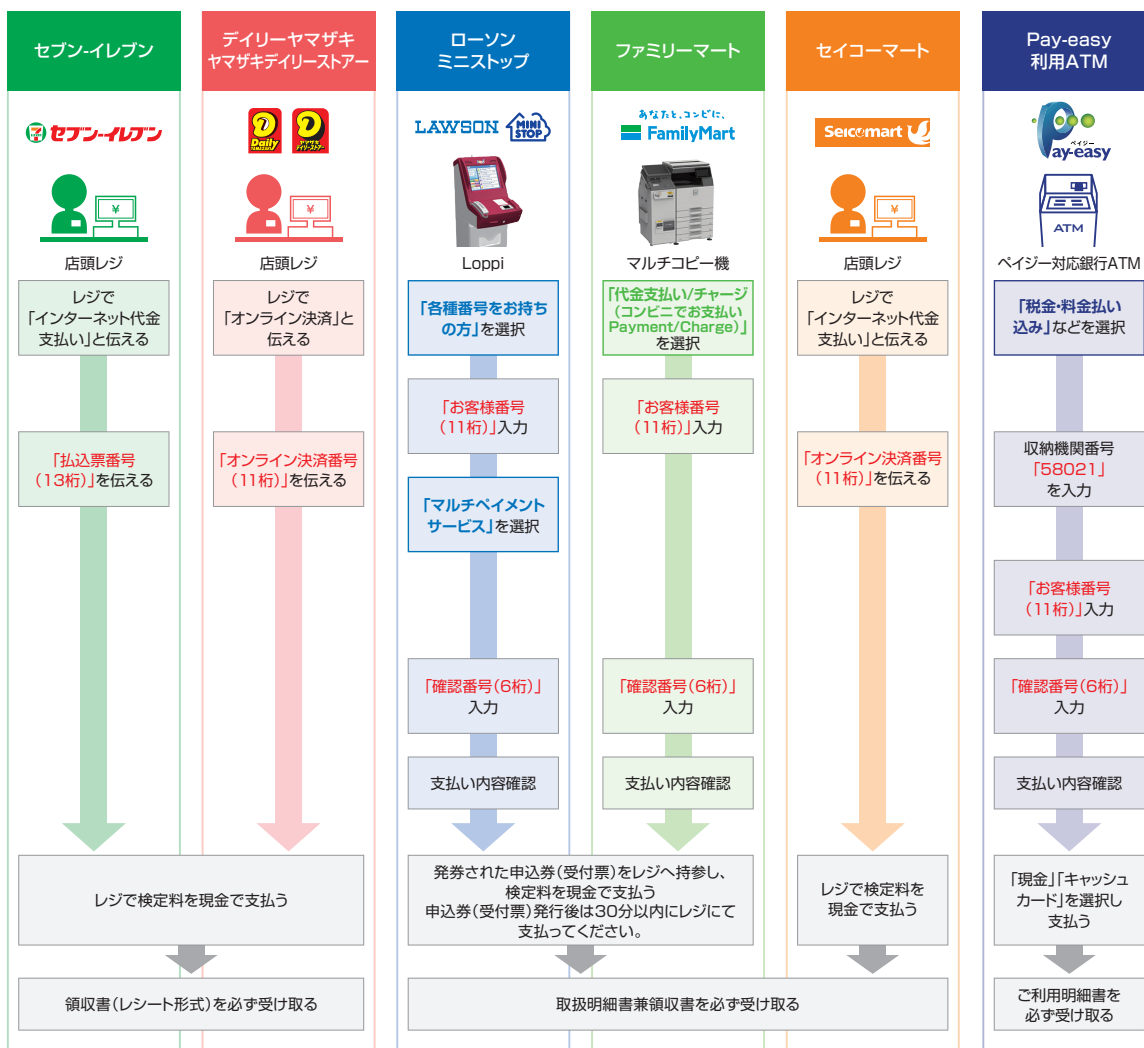 セブン-イレブン
デイリーヤマザキ
ヤマザキデイリーストアー
ローソン
ミニストップ
ファミリーマート
セイコーマート
Pay-easy
利用ATM
セブン-イレブン
Daily
YAMAZAKI
ヤマザキ
デイリーストアー
LAWSON
MINI
STOP
あなたと、コンビに、
FamilyMart
Seicomart
ペイジー
Pay-easy
¥
¥
¥
ATM
店頭レジ
店頭レジ
Loppi
マルチコピー機
店頭レジ
ペイジー対応銀行ATM
レジで
「インターネット代金
支払い」と伝える
レジで
「オンライン決済」と
伝える
「各種番号をお持ち
の方」を選択
「代金支払い/チャージ
(コンビニでお支払い
Payment/Charge)」
を選択
レジで
「インターネット代金
支払い」と伝える
「税金・料金払い
込み」などを選択
「お客様番号
(11桁)」入力
「お客様番号
(11桁)」入力
「払込票番号
(13桁)」を伝える
「オンライン決済番号
(11桁)」を伝える
「オンライン決済番号
(11桁)」を伝える
収納機関番号
「58021」
を入力
「マルチペイメント
サービス」を選択
「お客様番号
(11桁)」入力
「確認番号(6桁)」
入力
「確認番号(6桁)」
入力
「確認番号(6桁)」
入力
支払い内容確認
支払い内容確認
支払い内容確認
レジで検定料を現金で支払う
発券された申込券(受付票)をレジへ持参し、
検定料を現金で支払う
申込券(受付票)発行後は30分以内にレジにて
支払ってください。
レジで検定料を
現金で支払う
「現金」「キャッシュ
カード」を選択し
支払う
領収書(レシート形式)を必ず受け取る
取扱明細書兼領収書を必ず受け取る
ご利用明細書を
必ず受け取る